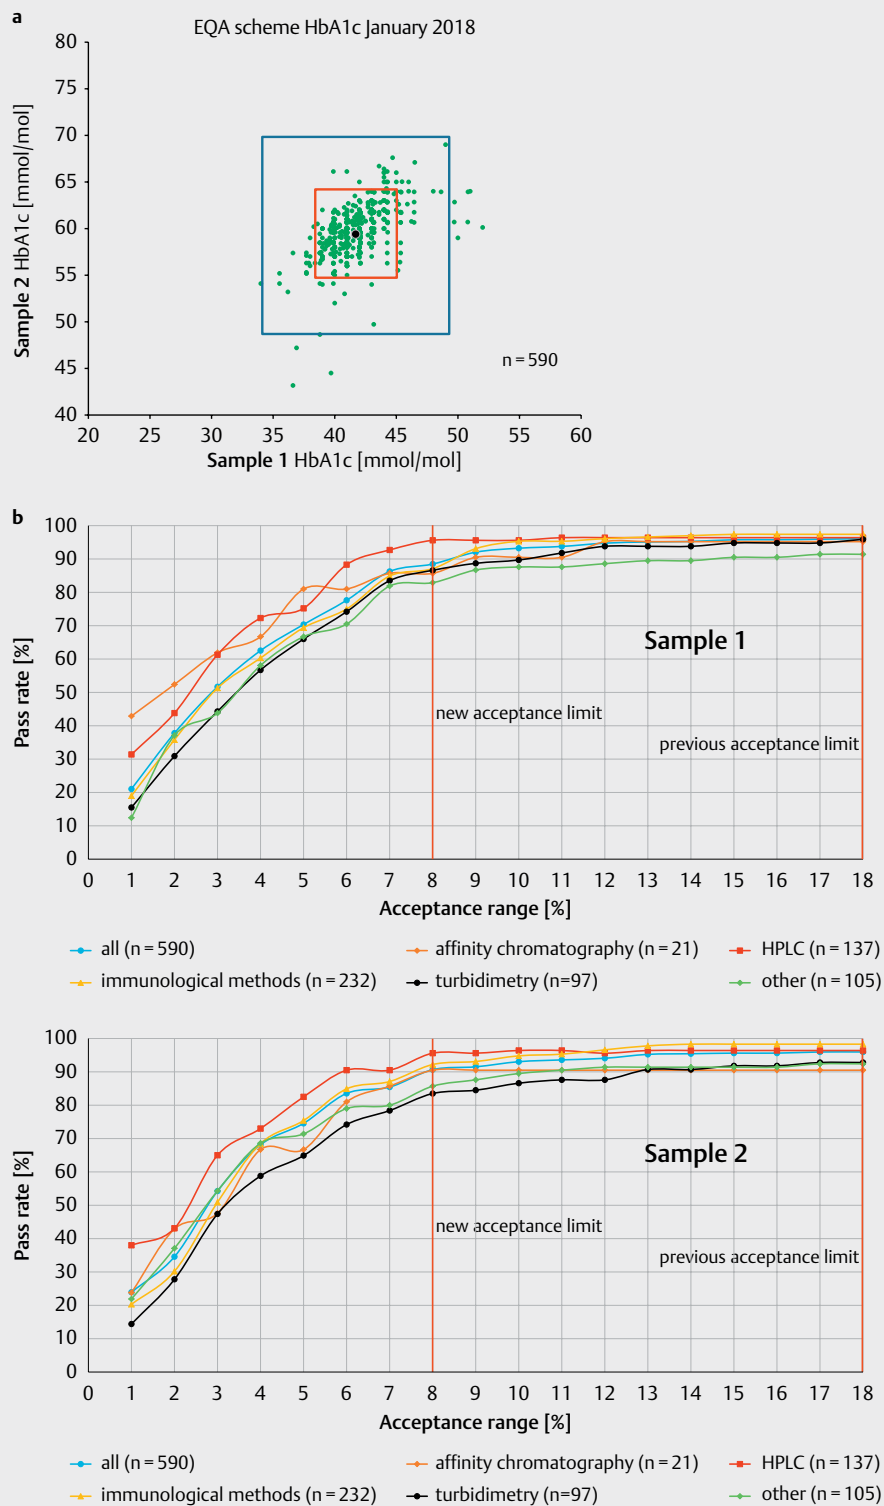 a
EQA scheme HbA1c January 2018
80
75
70
65
60
55
50
45
40
Sample 2 HbA1c [mmol/mol]
n = 590
20 25 30 35 40 45 50 55 60
Sample 1 HbA1c [mmol/mol]
b
100
90
80
70
60
50
40
30
20
10
0
Pass rate [%]
Sample 1
new acceptance limit
previous acceptance limit
0 1 2 3 4 5 6 7 8 9 10 11 12 13 14 15 16 17 18
Acceptance range [%]
all (n = 590) affinity chromatography (n = 21) HPLC (n = 137)
immunological methods (n = 232) turbidimetry (n=97) other (n = 105)
100
90
80
70
60
50
40
30
20
10
0
Pass rate [%]
Sample 2
new acceptance limit
previous acceptance limit
0 1 2 3 4 5 6 7 8 9 10 11 12 13 14 15 16 17 18
Acceptance range [%]
all (n = 590) affinity chromatography (n = 21) HPLC (n = 137)
immunological methods (n = 232) turbidimetry (n=97) other (n = 105)